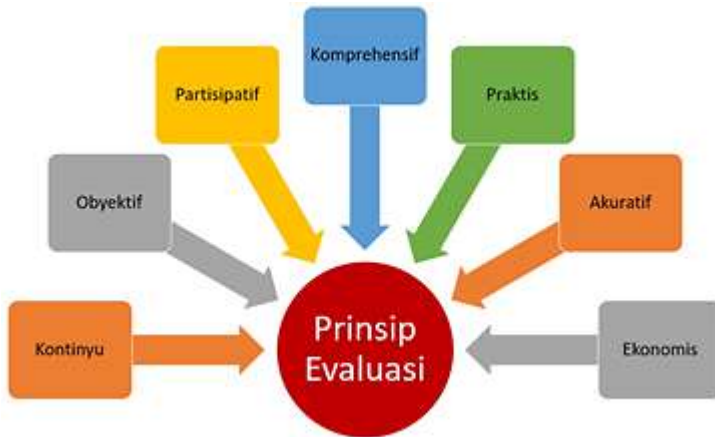 Komprehensif
Partisipatif
Praktis
Obyektif
Akuratif
Kontinyu
Prinsip
Evaluasi
Ekonomis